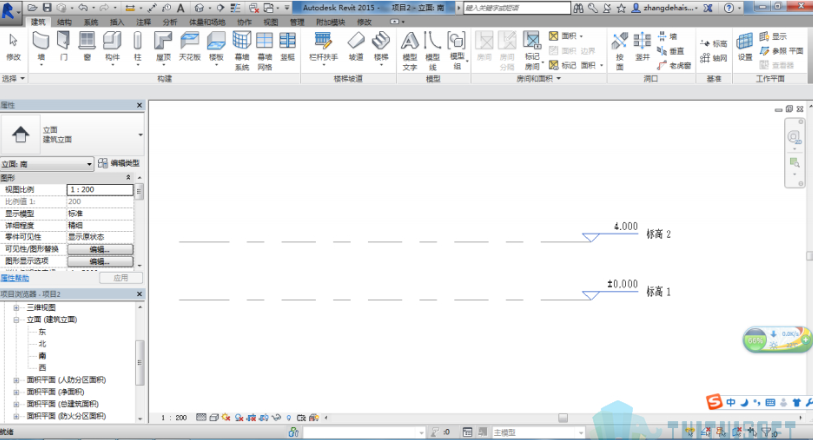 Autodesk Revit 2015 - 项目2 - 立面: 南
键入关键字或短语
zhangdehais...
建筑 结构 系统 插入 注释 分析 体量和场地 协作 视图 管理 附加模块 修改
修改 墙 门 窗 构件 柱 屋顶 天花板 楼板 幕墙 系统 幕墙 网格 竖梃 栏杆扶手 坡道 楼梯 模型 文字 模型 线 模型 组 房间 房间 分隔 标记 房间 面积 面积 边界 标记 面积 按 面 竖井 墙 垂直 老虎窗 标高 轴网 设置 显示 参照 平面 查看器
选择 构建 楼梯坡道 模型 房间和面积 洞口 基准 工作平面
属性
立面
建筑立面
立面: 南 编辑类型
图形
视图比例 1 : 200
比例值 1: 200
显示模型 标准
详细程度 精细
零件可见性 显示原状态
可见性/图形替换 编辑...
图形显示选项 编辑...
属性帮助 应用
项目浏览器 - 项目2
三维视图
立面 (建筑立面)
东
北
南
西
面积平面 (人防分区面积)
面积平面 (净面积)
面积平面 (总建筑面积)
面积平面 (防火分区面积)
4.000 标高 2
±0.000 标高 1
中
1 : 200
就绪
:0
主模型